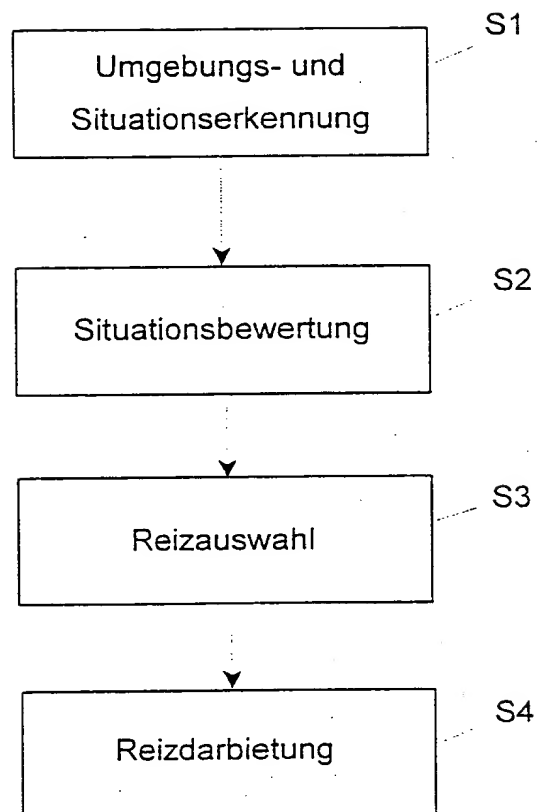 S1
Umgebungs- und
Situationserkennung
S2
Situationsbewertung
S3
Reizauswahl
S4
Reizdarbietung